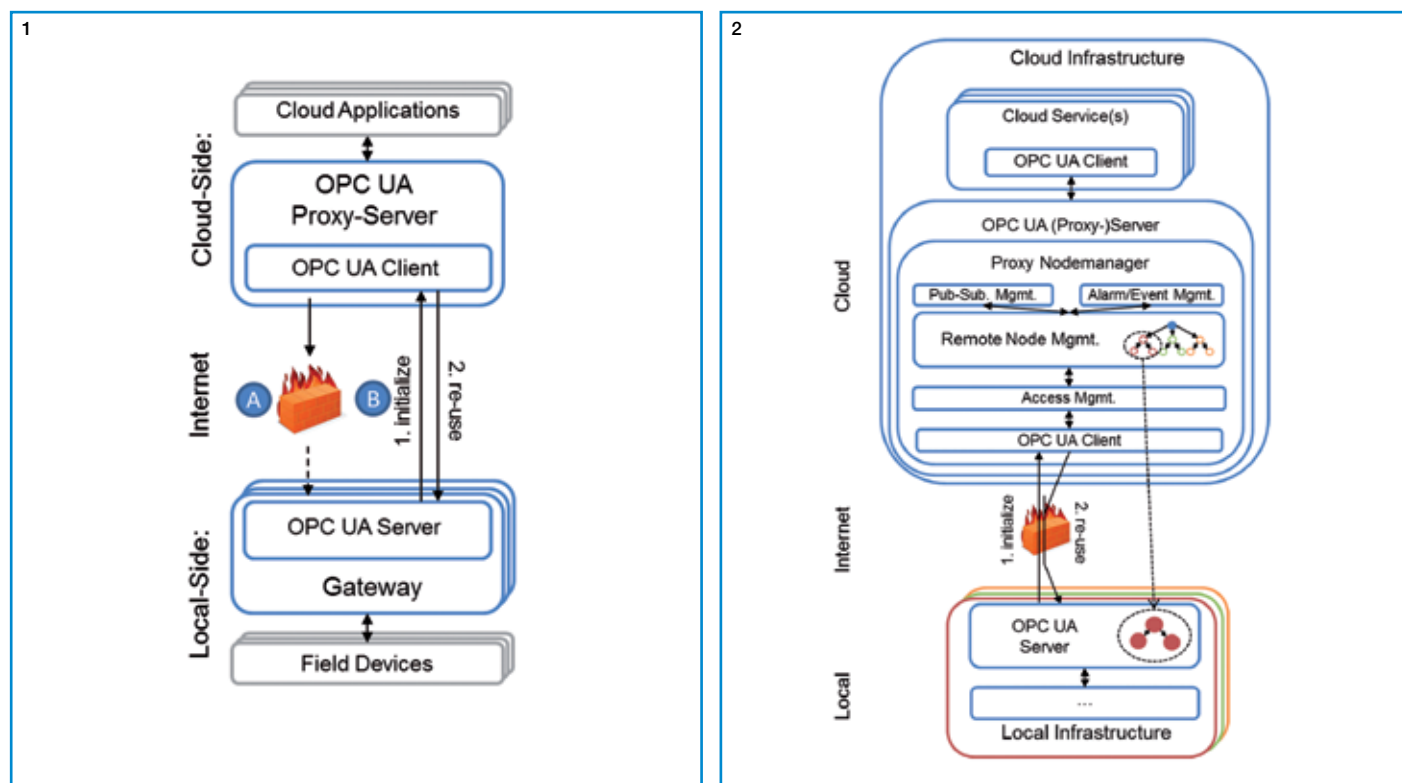 1
Cloud-Side:
Cloud Applications
OPC UA
Proxy-Server
OPC UA Client
Internet
A
B
1. initialize
2. re-use
Local-Side:
OPC UA Server
Gateway
Field Devices
2
Cloud
Cloud Infrastructure
Cloud Service(s)
OPC UA Client
OPC UA (Proxy-)Server
Proxy Nodemanager
Pub-Sub. Mgmt.
Alarm/Event Mgmt.
Remote Node Mgmt.
Access Mgmt.
OPC UA Client
Internet
1. initialize
2. re-use
Local
OPC UA
Server
...
Local Infrastructure